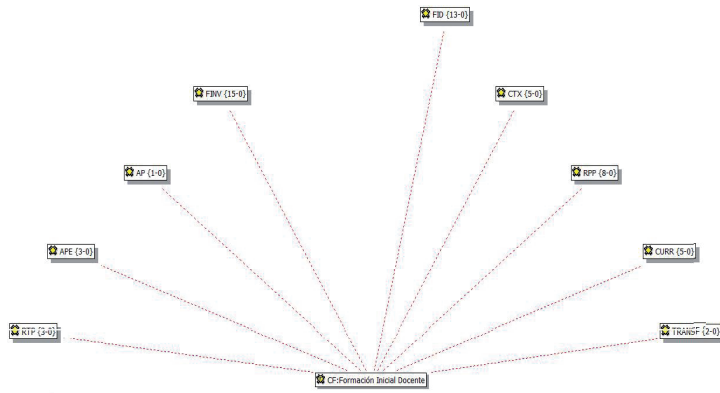 FID {13-0}
FINV {15-0}
CTX {5-0}
AP {1-0}
RPP {8-0}
APE {3-0}
CURR {5-0}
RTP {3-0}
TRANSF {2-0}
CF:Formación Inicial Docente